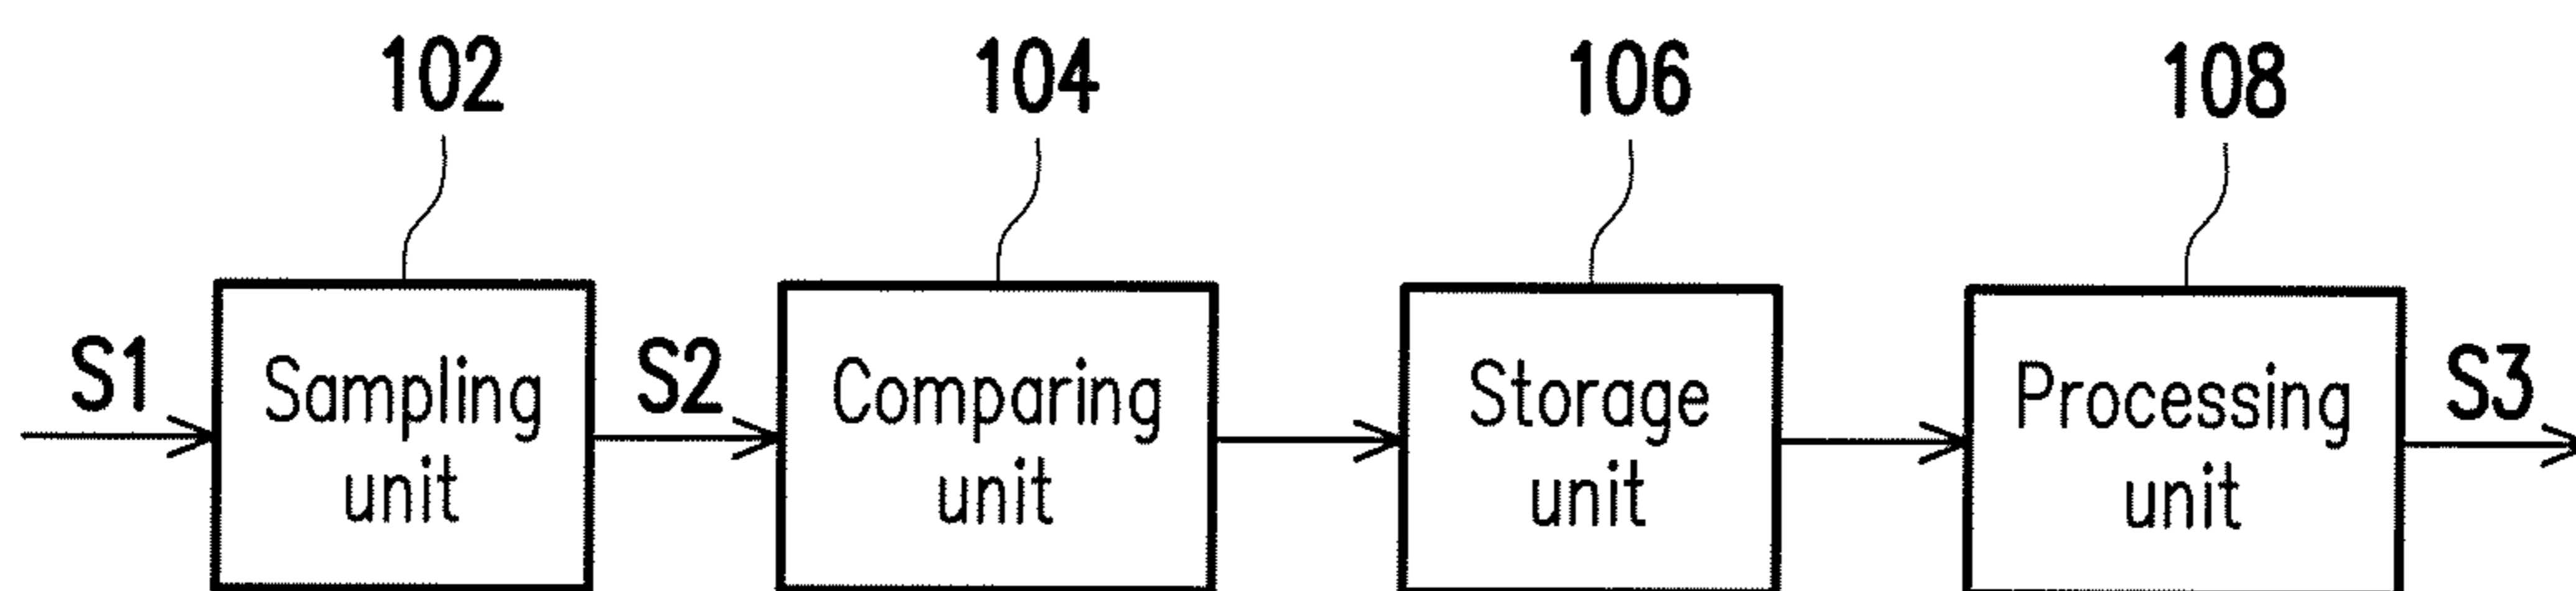 102
104
106
108
S1
Sampling
unit
S2
Comparing
unit
Storage
unit
Processing
unit
S3